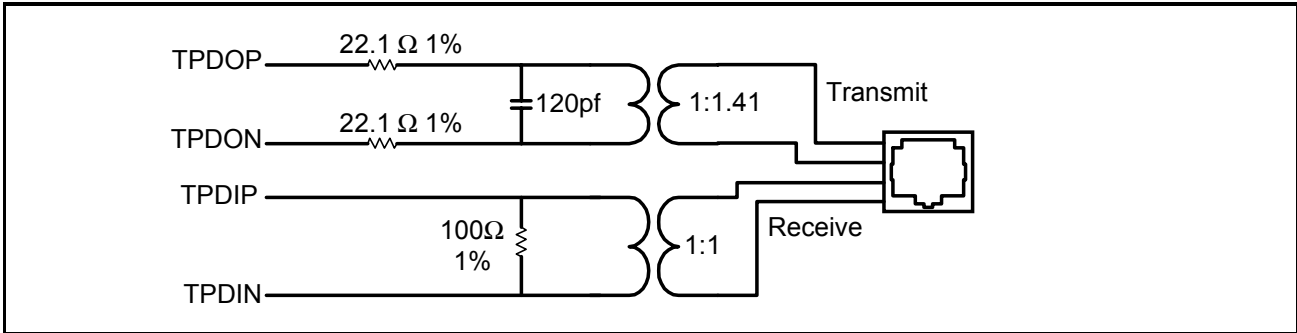 TPDOP
22.1 Ω 1%
120pf
1:1.41
Transmit
TPDON
22.1 Ω 1%
TPDIP
100Ω
1%
1:1
Receive
TPDIN